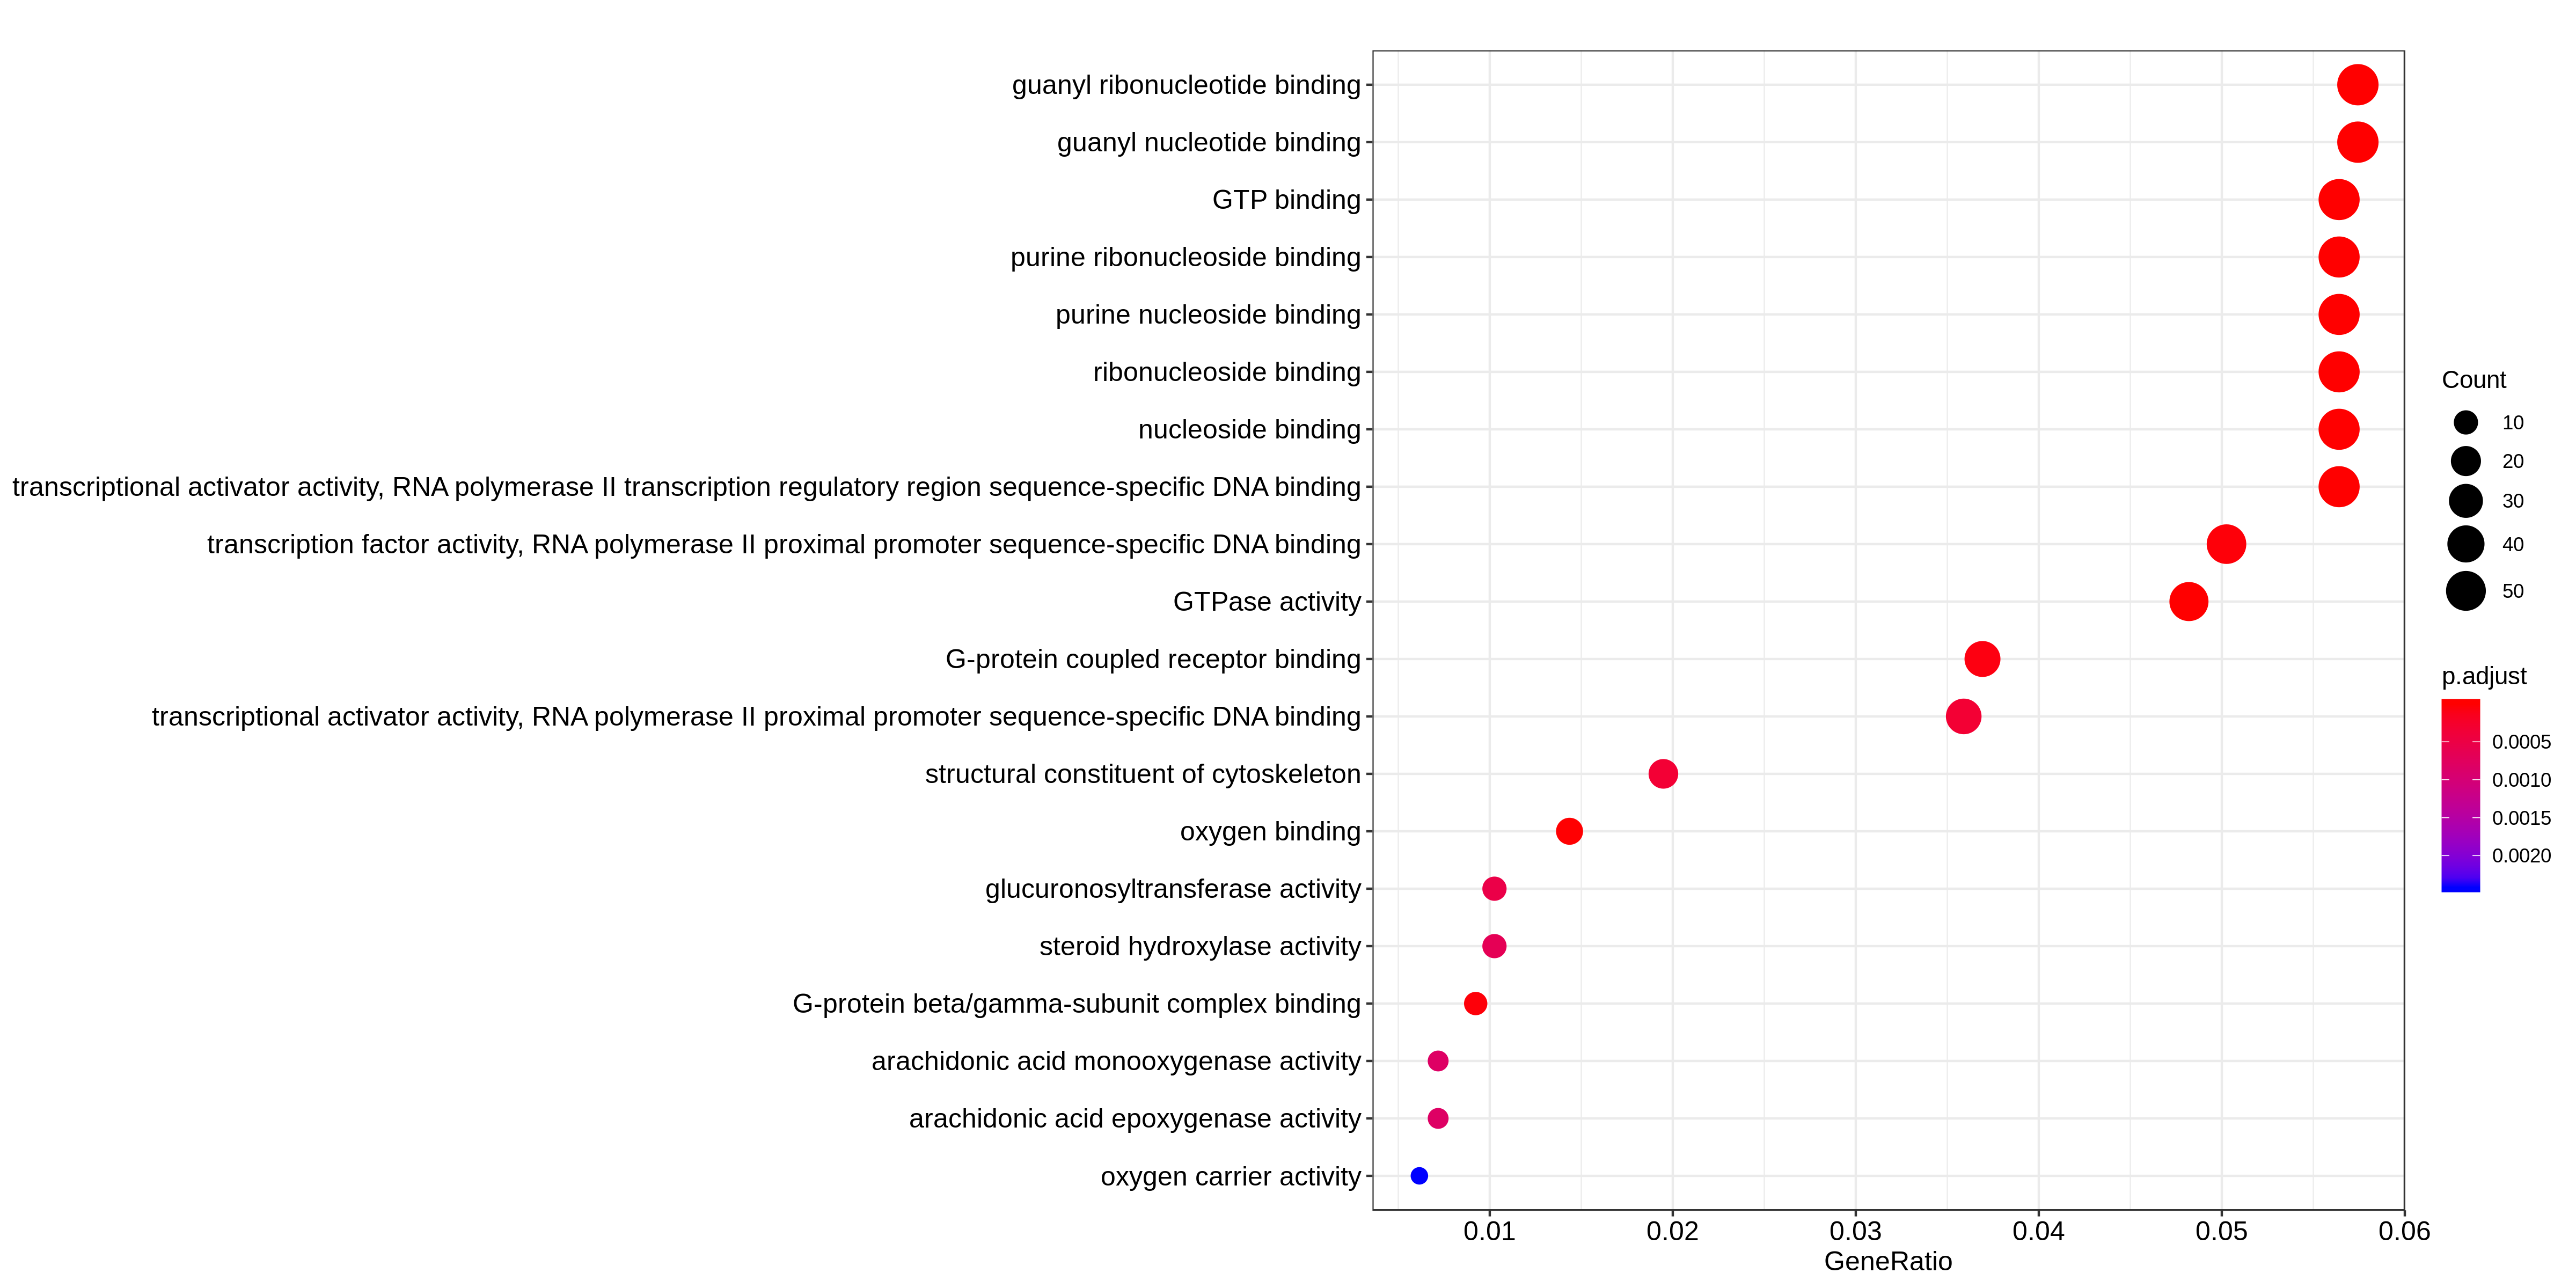 guanyl ribonucleotide binding
guanyl nucleotide binding
GTP binding
purine ribonucleoside binding
purine nucleoside binding
ribonucleoside binding
nucleoside binding
transcriptional activator activity, RNA polymerase II transcription regulatory region sequence-specific DNA binding
transcription factor activity, RNA polymerase II proximal promoter sequence-specific DNA binding
GTPase activity
G-protein coupled receptor binding
transcriptional activator activity, RNA polymerase II proximal promoter sequence-specific DNA binding
structural constituent of cytoskeleton
oxygen binding
glucuronosyltransferase activity
steroid hydroxylase activity
G-protein beta/gamma-subunit complex binding
arachidonic acid monooxygenase activity
arachidonic acid epoxygenase activity
oxygen carrier activity
0.01 0.02 0.03 0.04 0.05 0.06
GeneRatio
Count
10
20
30
40
50
p.adjust
0.0005
0.0010
0.0015
0.0020